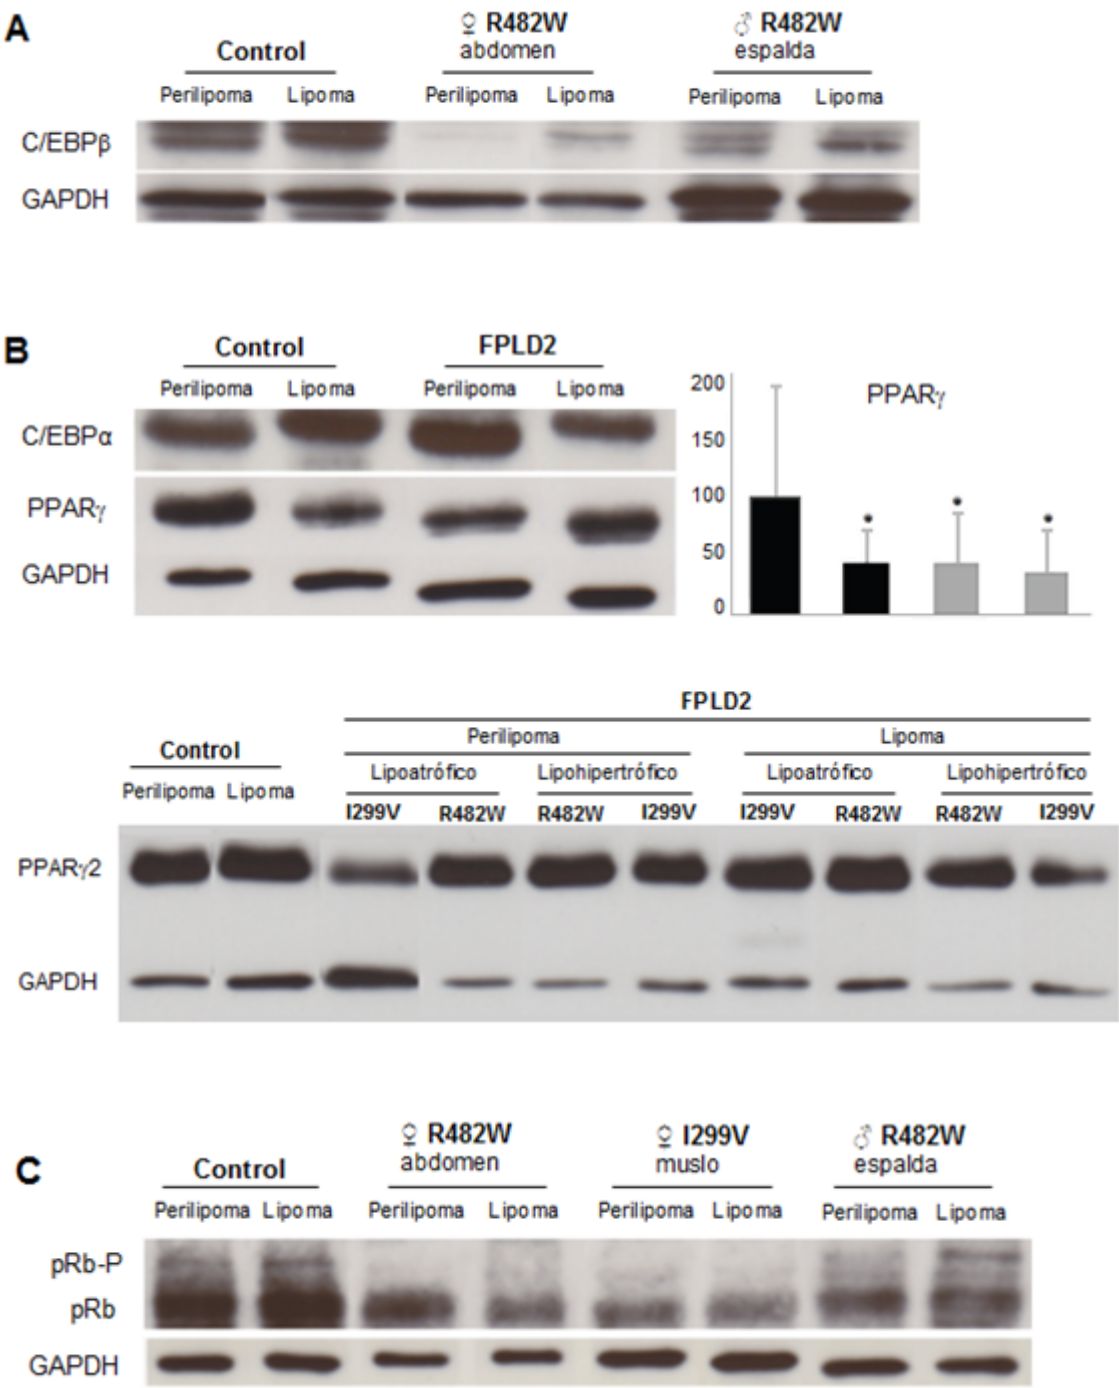 A
Control
♀ R482W
abdomen
♂ R482W
espalda
Perilipoma Lipoma Perilipoma Lipoma Perilipoma Lipoma
C/EBPβ
GAPDH
B
Control FPLD2
Perilipoma Lipoma Perilipoma Lipoma
C/EBPα
PPARγ
GAPDH
PPARγ
200
150
100
50
0
* * *
FPLD2
Control
Perilipoma Lipoma
Perilipoma Lipoma
Lipoatrófico Lipohipertrófico Lipoatrófico Lipohipertrófico
I299V R482W R482W I299V I299V R482W R482W I299V
PPARγ2
GAPDH
C
Control
♀ R482W
abdomen
♀ I299V
muslo
♂ R482W
espalda
Perilipoma Lipoma Perilipoma Lipoma Perilipoma Lipoma Perilipoma Lipoma
pRb-P
pRb
GAPDH